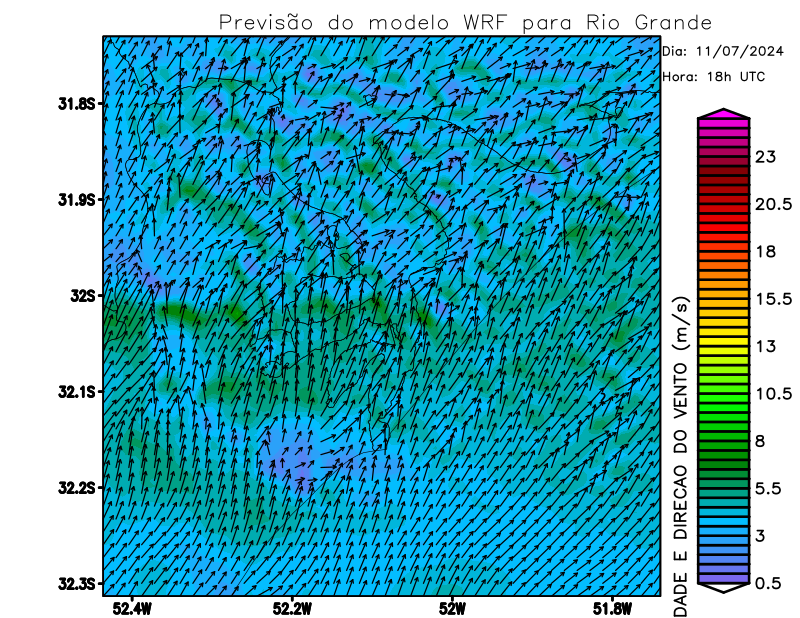 Previsão do modelo WRF para Rio Grande
Dia: 11/07/2024
Hora: 18h UTC
31.8S
31.9S
32S
32.1S
32.2S
32.3S
52.4W
52.2W
52W
51.8W
DADE E DIRECAO DO VENTO (m/s)
23
20.5
18
15.5
13
10.5
8
5.5
3
0.5